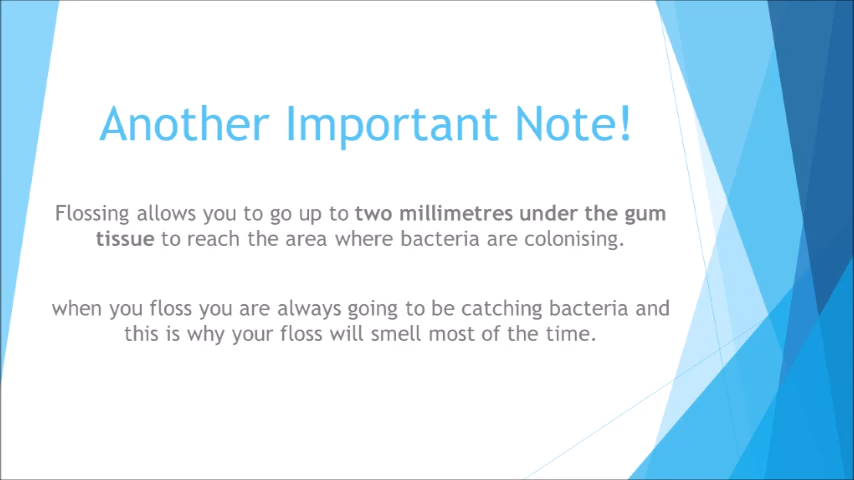 Another Important Note!
Flossing allows you to go up to two millimetres under the gum
tissue to reach the area where bacteria are colonising.
when you floss you are always going to be catching bacteria and
this is why your floss will smell most of the time.